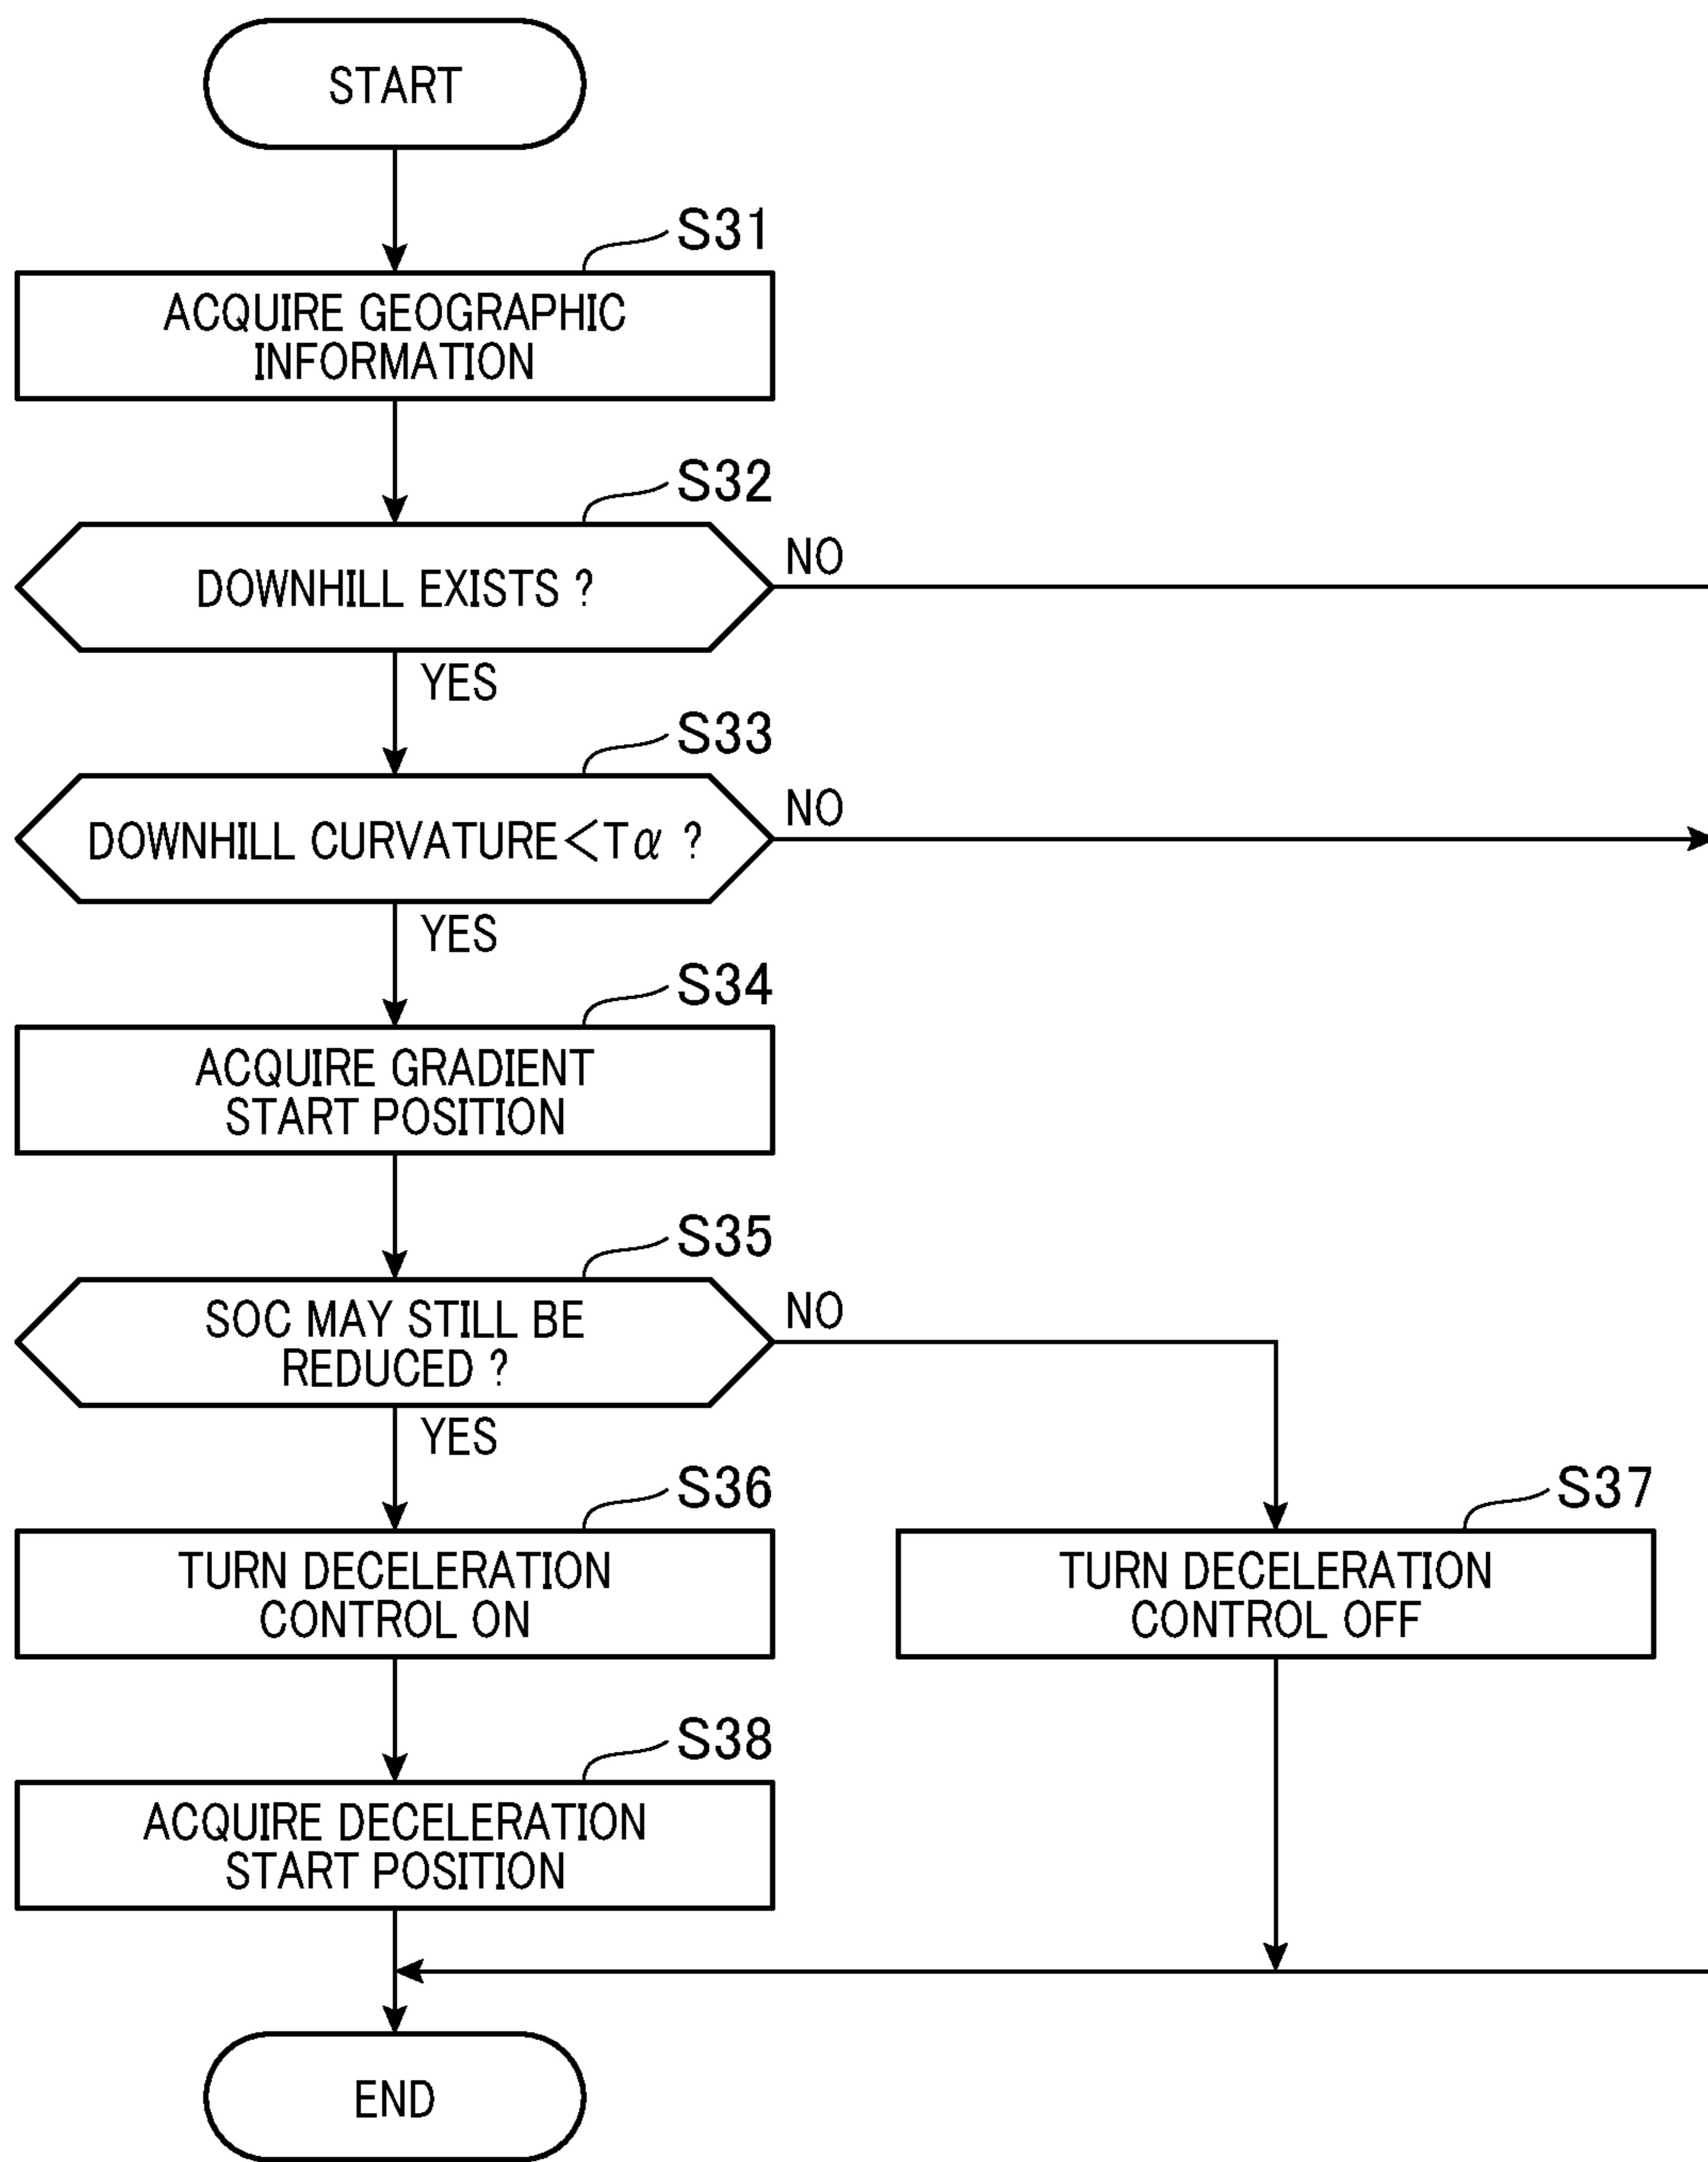 START
S31
ACQUIRE GEOGRAPHIC
INFORMATION
S32
DOWNHILL EXISTS ?
NO
YES
S33
DOWNHILL CURVATURE<Tα ?
NO
YES
S34
ACQUIRE GRADIENT
START POSITION
S35
SOC MAY STILL BE
REDUCED ?
NO
YES
S36
TURN DECELERATION
CONTROL ON
S37
TURN DECELERATION
CONTROL OFF
S38
ACQUIRE DECELERATION
START POSITION
END